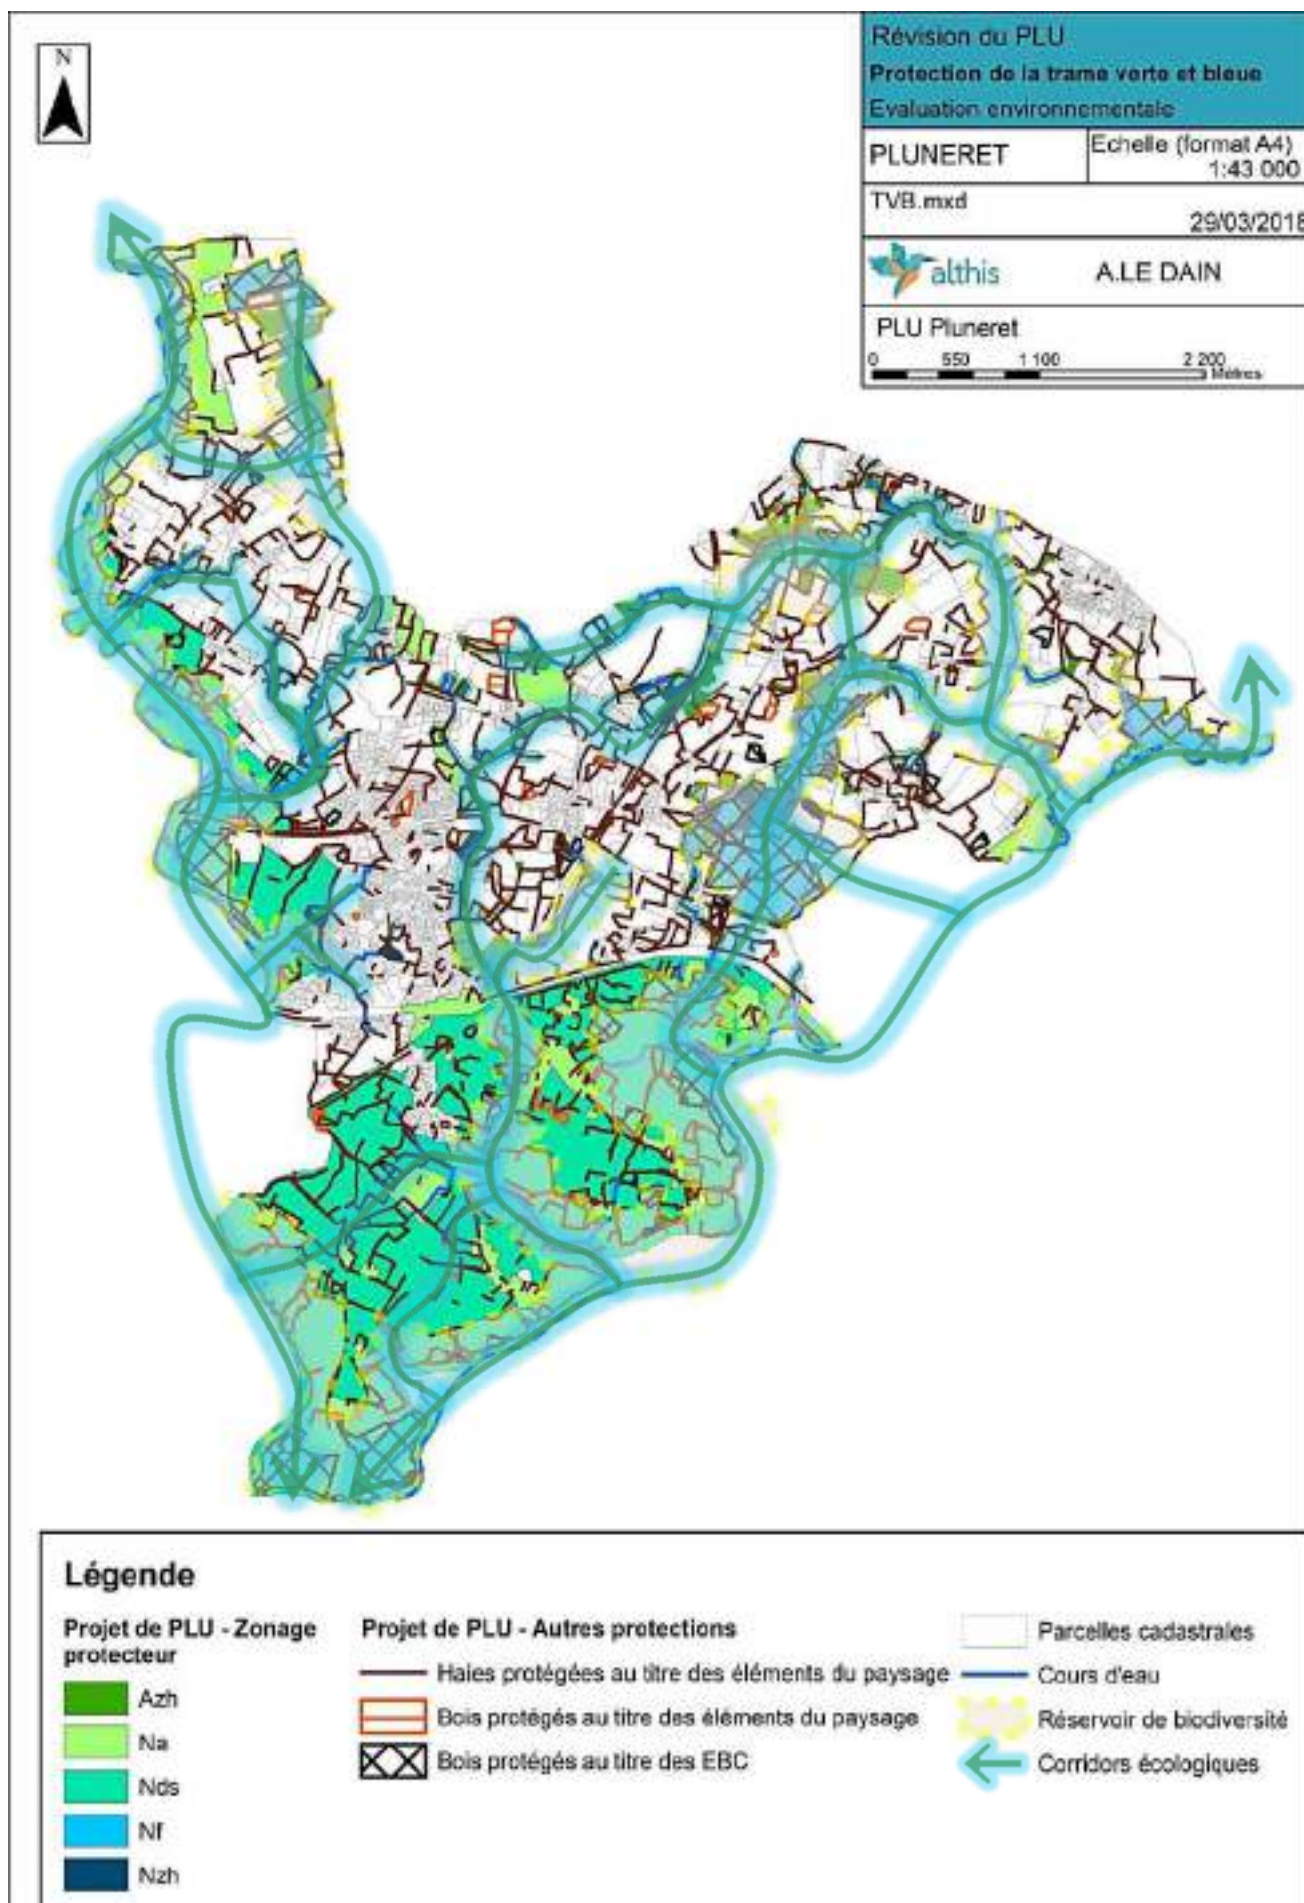 N
Révision du PLU
Protection de la trame verte et bleue
Evaluation environnementale
PLUNERET
Echelle (format A4)
1:43 000
TVB.mxd
29/03/2018
althis
A.LE DAIN
PLU Pluneret
0 550 1 100 2 200
Mètres
Légende
Projet de PLU - Zonage
protecteur
Azh
Na
Nds
Nf
Nzh
Projet de PLU - Autres protections
Haies protégées au titre des éléments du paysage
Bois protégés au titre des éléments du paysage
Bois protégés au titre des EBC
Parcelles cadastrales
Cours d'eau
Réservoir de biodiversité
Corridors écologiques